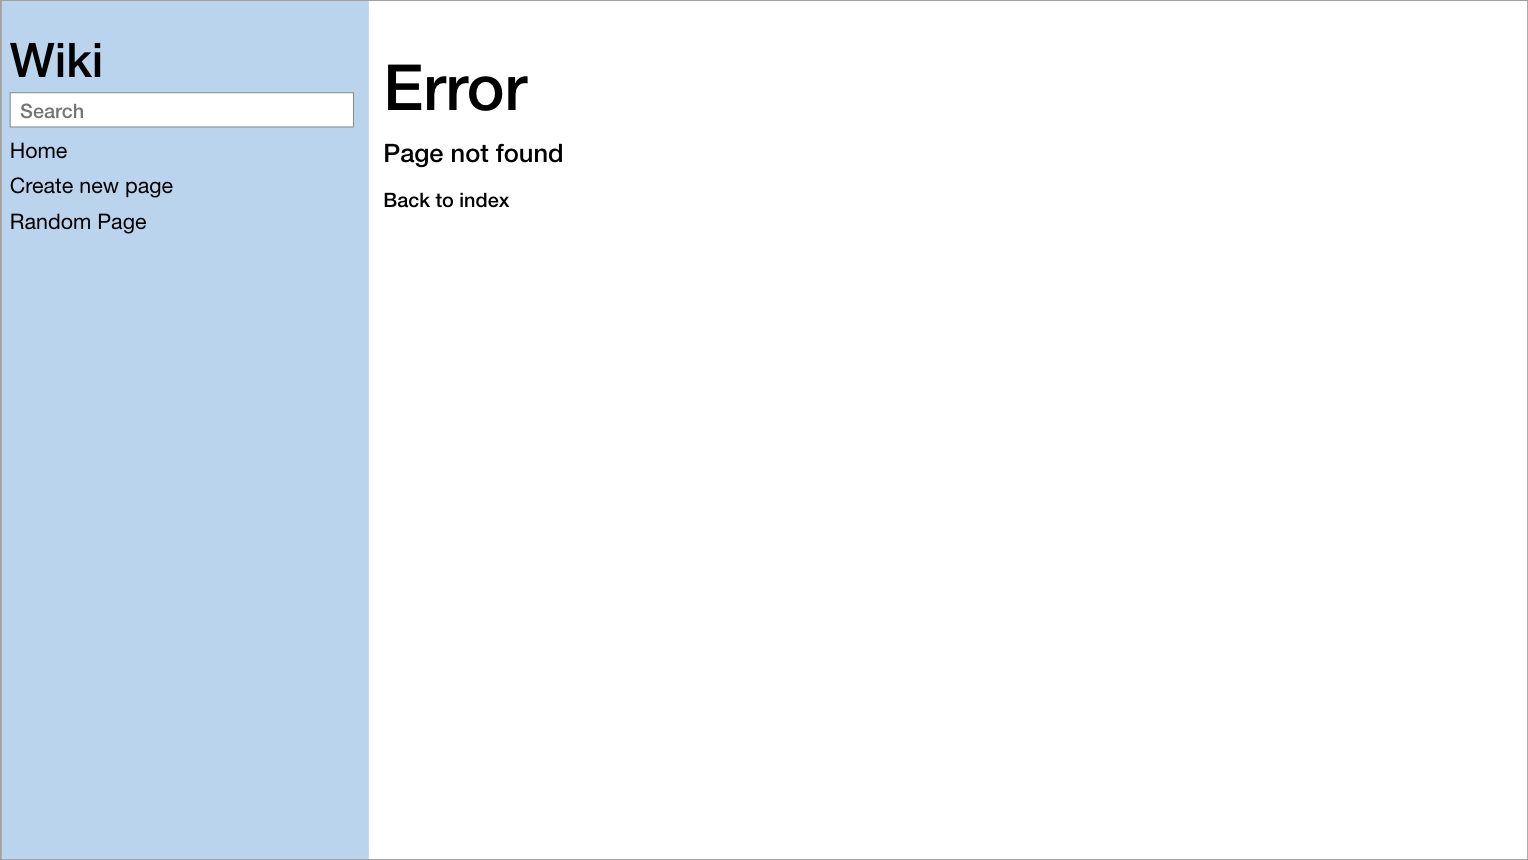 Wiki
Search
Home
Create new page
Random Page
Error
Page not found
Back to index